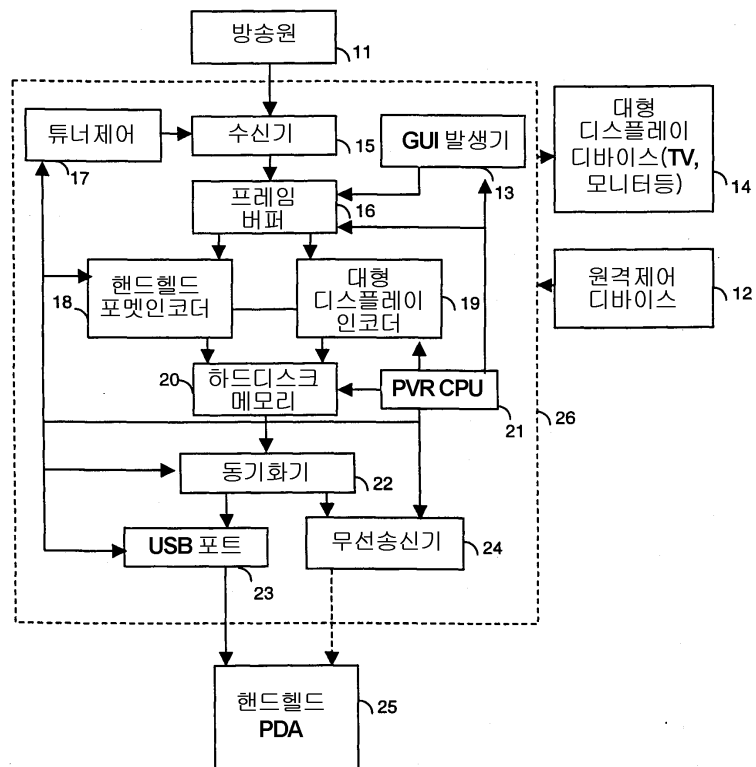 방송원
11
튜너제어
17
수신기
15
GUI 발생기
13
대형
디스플레이
디바이스(TV,
모니터등)
14
프레임
버퍼
16
핸드헬드
포멧인코더
18
대형
디스플레이
인코더
19
원격제어
디바이스
12
20
하드디스크
메모리
PVR CPU
21
26
동기화기
22
USB 포트
23
무선송신기
24
핸드헬드
PDA
25